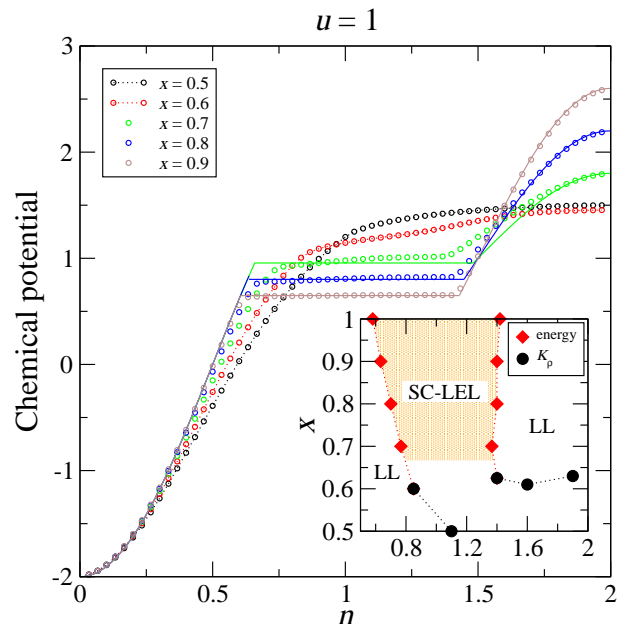 u = 1
Chemical potential
3
2
1
0
-1
-2
x = 0.5
x = 0.6
x = 0.7
x = 0.8
x = 0.9
0
0.5
1
1.5
2
n
x
1
0.9
0.8
0.7
0.6
0.5
0.8
1.2
1.6
2
energy
Kρ
SC-LEL
LL
LL